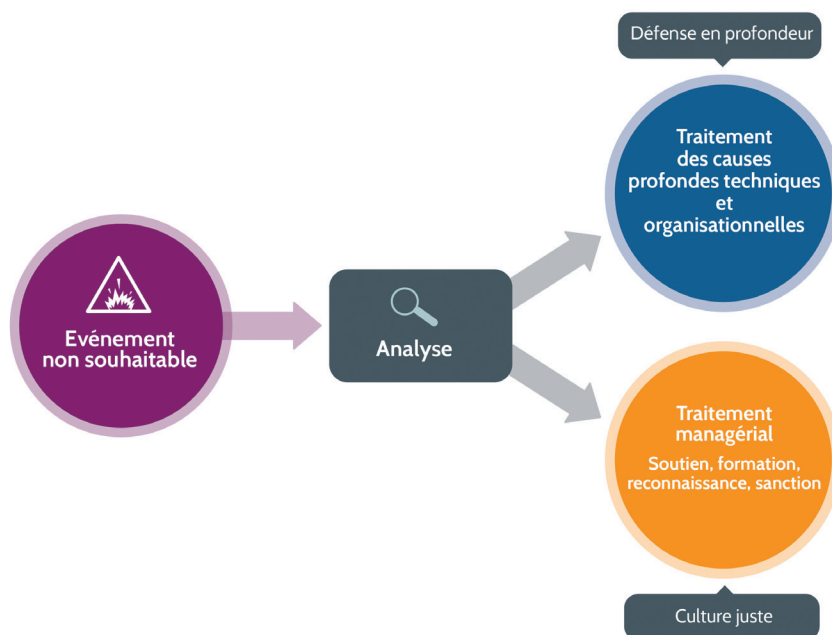 Défense en profondeur
Traitement
des causes
profondes techniques
et
organisationnelles
Evénement
non souhaitable
Analyse
Traitement
managérial
Soutien, formation,
reconnaissance, sanction
Culture juste